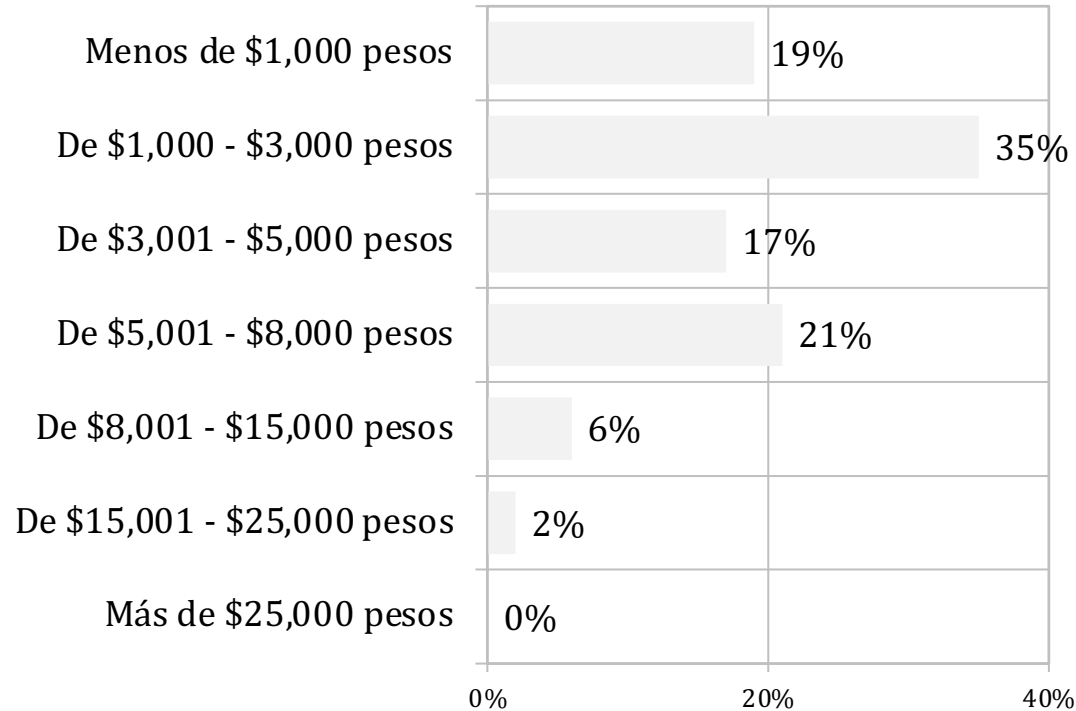 Menos de $1,000 pesos 19%
De $1,000 - $3,000 pesos 35%
De $3,001 - $5,000 pesos 17%
De $5,001 - $8,000 pesos 21%
De $8,001 - $15,000 pesos 6%
De $15,001 - $25,000 pesos 2%
Más de $25,000 pesos 0%
0% 20% 40%